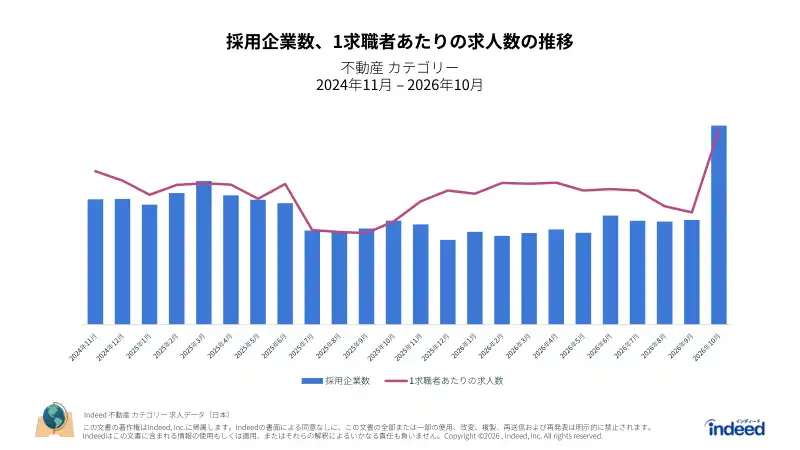 採用企業数、1求職者あたりの求人数の推移
不動産 カテゴリー
2024年11月 – 2026年10月
2024年11月
2024年12月
2025年1月
2025年2月
2025年3月
2025年4月
2025年5月
2025年6月
2025年7月
2025年8月
2025年9月
2025年10月
2025年11月
2025年12月
2026年1月
2026年2月
2026年3月
2026年4月
2026年5月
2026年6月
2026年7月
2026年8月
2026年9月
2026年10月
採用企業数
1求職者あたりの求人数
Indeed 不動産 カテゴリー 求人データ（日本）
この文書の著作権はIndeed, Inc.に帰属します。Indeedの書面による同意なしに、この文書の全部または一部の使用、改変、複製、再送信および再発表は明示的に禁止されます。
Indeedはこの文書に含まれる情報の使用もしくは適用、またはそれらの解釈によるいかなる責任も負いません。Copyright ©2026 , Indeed, Inc. All rights reserved.
インディード
indeed